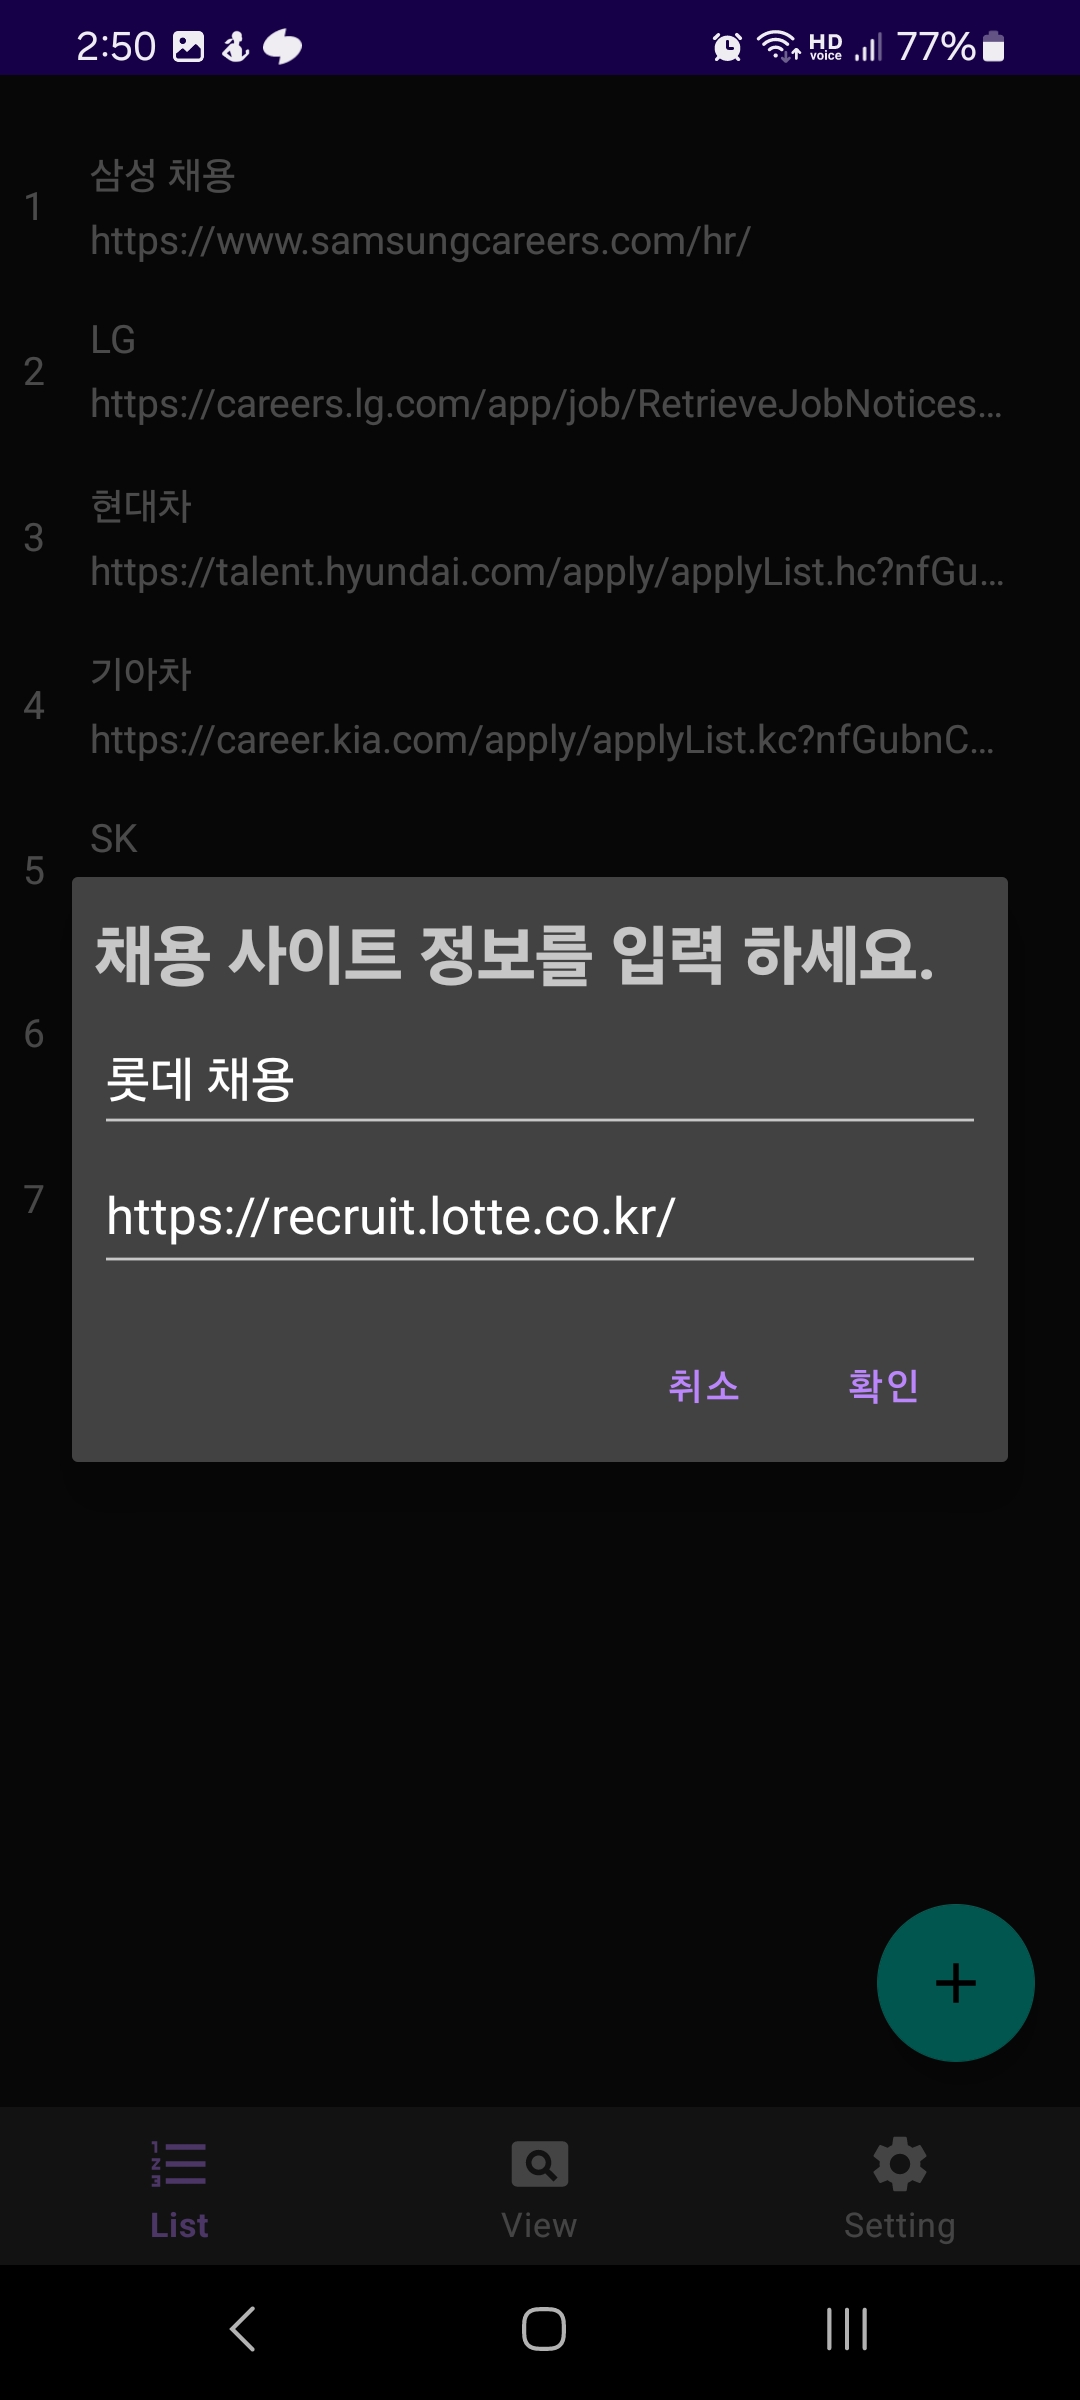 2:50 HD voice 77%
1
삼성 채용
https://www.samsungcareers.com/hr/
2
LG
https://careers.lg.com/app/job/RetrieveJobNotices...
3
현대차
https://talent.hyundai.com/apply/applyList.hc?nfGu...
4
기아차
https://career.kia.com/apply/applyList.kc?nfGubnC...
5
SK
6
7
채용 사이트 정보를 입력 하세요.
롯데 채용
https://recruit.lotte.co.kr/
취소 확인
List View Setting